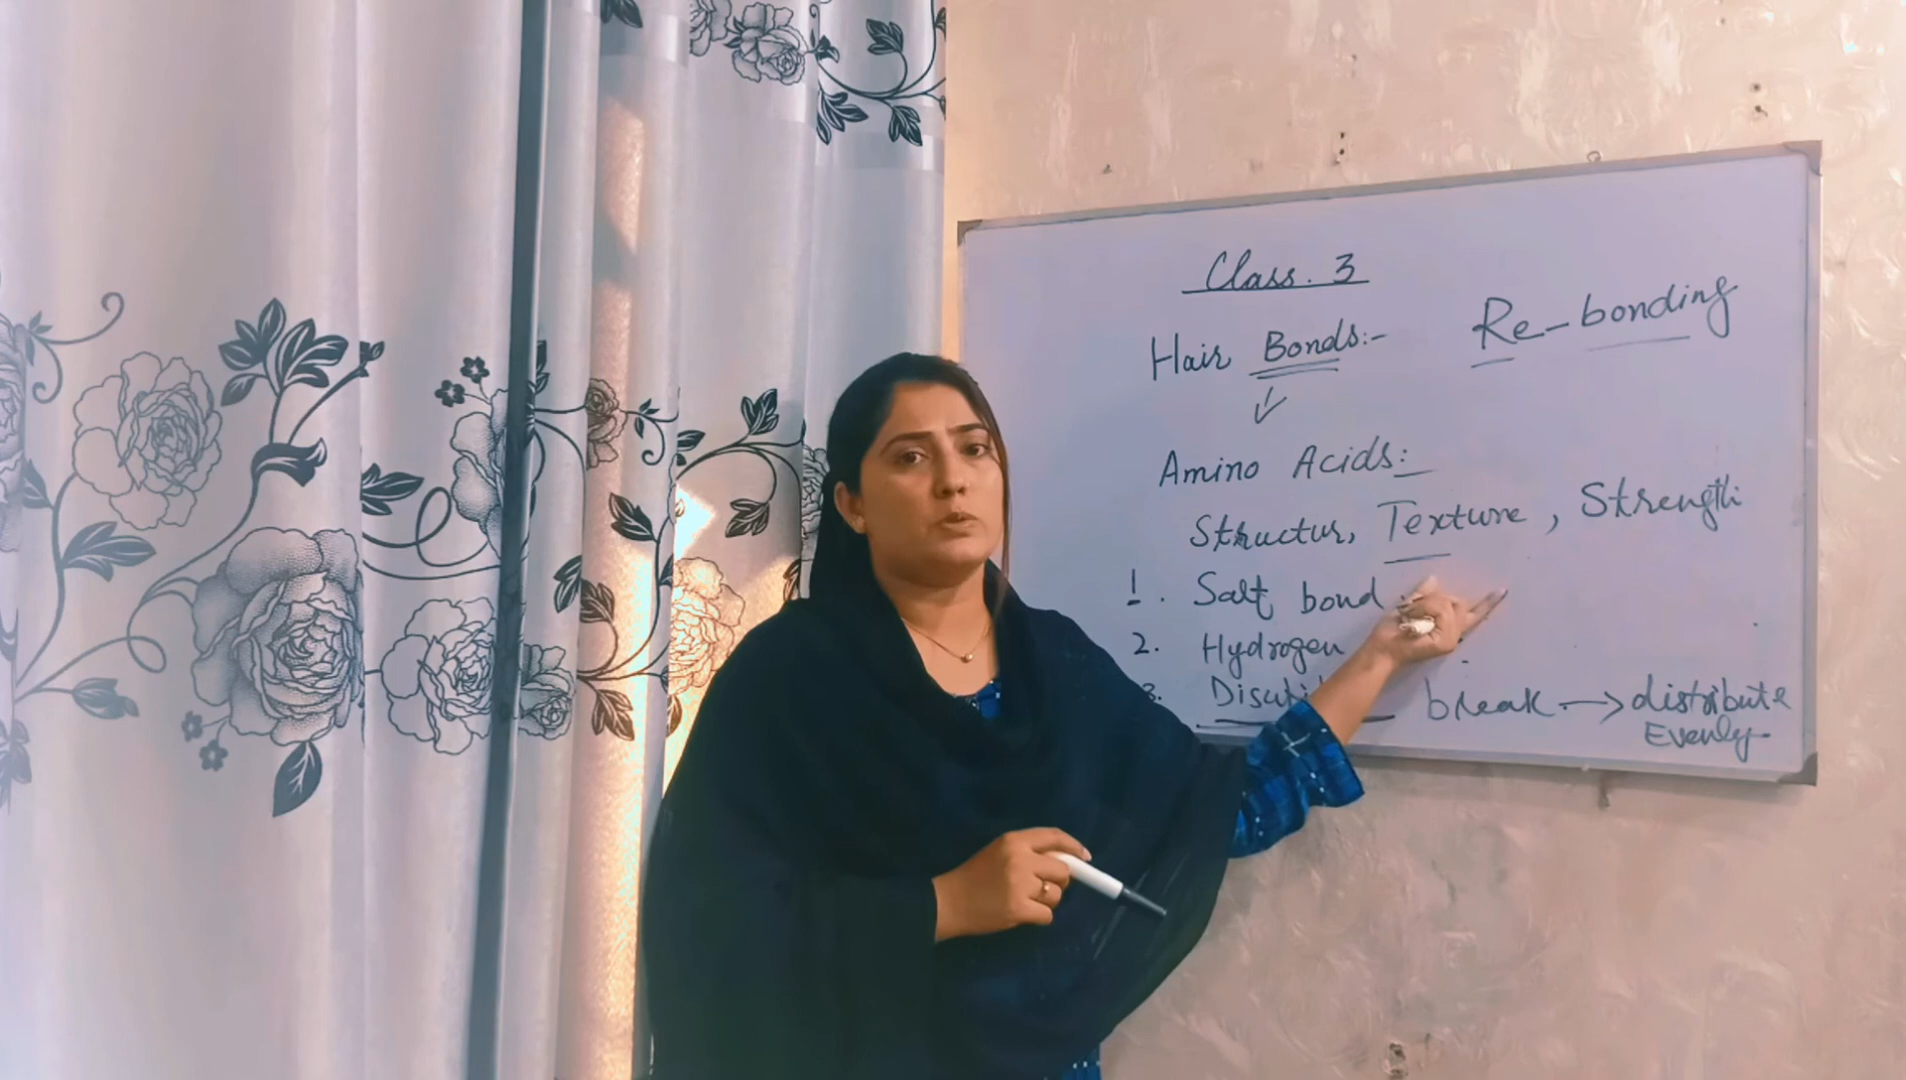 Class. 3
Hair Bonds:- Re-bonding
Amino Acids:
Structur, Texture, Strength
1. Salt bond
2. Hydrogen
3. break → distribute
Evenly